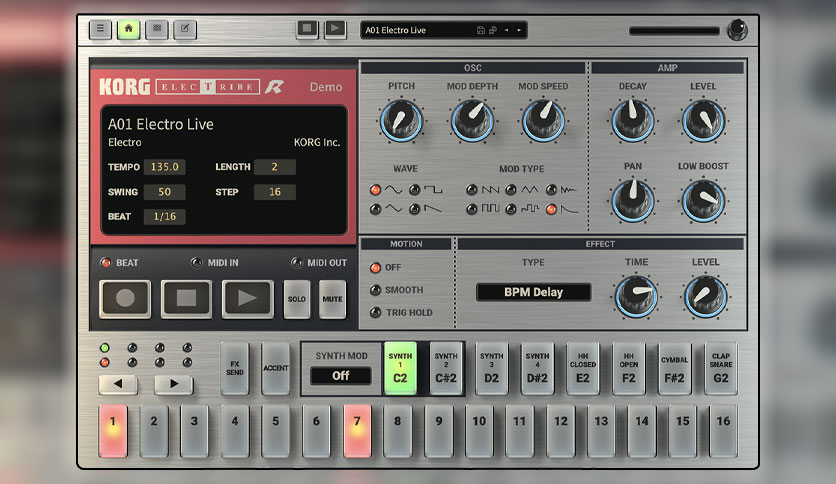 A01 Electro Live
KORG ELECTRIBE R Demo
A01 Electro Live
Electro KORG Inc.
TEMPO 135.0 LENGTH 2
SWING 50 STEP 16
BEAT 1/16
OSC
PITCH MOD DEPTH MOD SPEED
WAVE MOD TYPE
AMP
DECAY LEVEL
PAN LOW BOOST
BEAT MIDI IN MIDI OUT
SOLO MUTE
MOTION
OFF
SMOOTH
TRIG HOLD
EFFECT
TYPE TIME LEVEL
BPM Delay
FX SEND
ACCENT
SYNTH MOD
Off
SYNTH 1 C2
SYNTH 2 C#2
SYNTH 3 D2
SYNTH 4 D#2
HH CLOSED E2
HH OPEN F2
CYMBAL F#2
CLAP SNARE G2
1 2 3 4 5 6 7 8 9 10 11 12 13 14 15 16